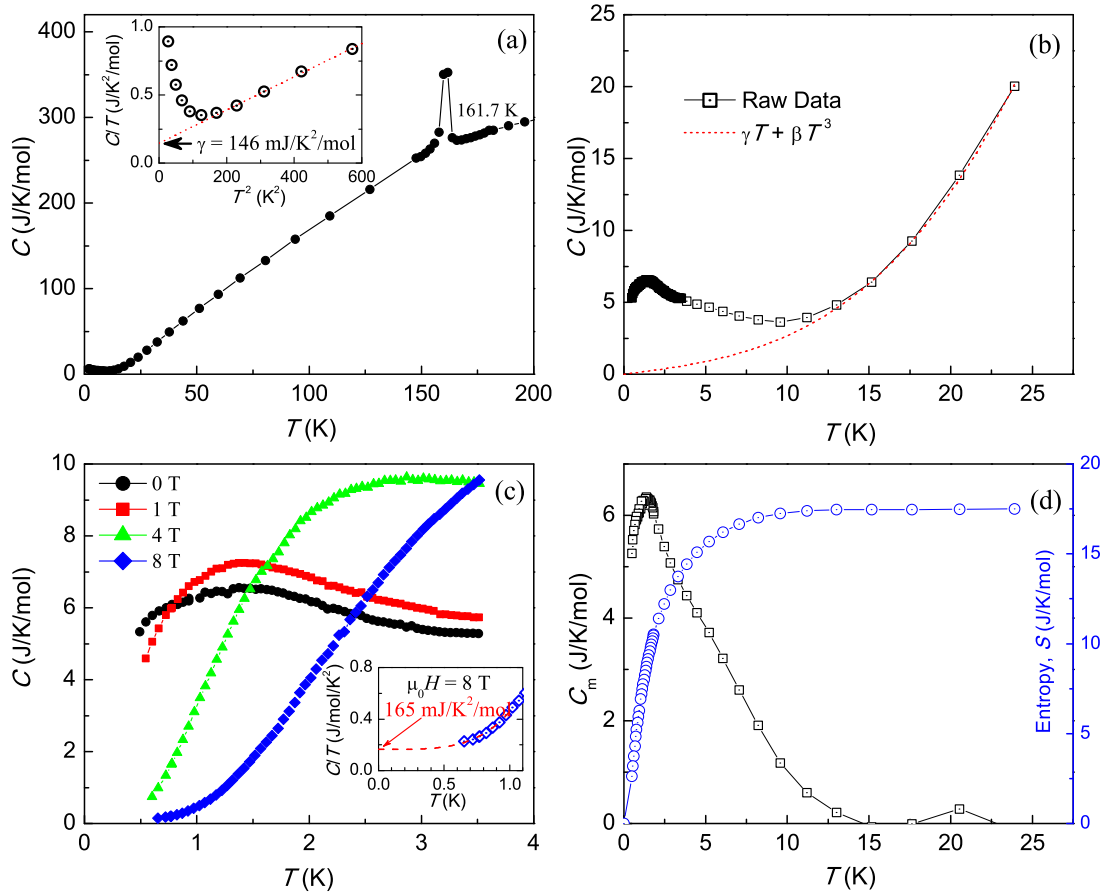 (a)
C (J/K/mol)
400
300
200
100
0
0 50 100 150 200
T (K)
161.7 K
C/T (J/K²/mol)
1.0
0.5
0.0
0 200 400 600
T² (K²)
γ = 146 mJ/K²/mol
(b)
C (J/K/mol)
25
20
15
10
5
0
0 5 10 15 20 25
T (K)
Raw Data
γT + βT³
(c)
C (J/K/mol)
10
8
6
4
2
0
0 1 2 3 4
T (K)
0 T
1 T
4 T
8 T
C/T (J/mol/K²)
0.8
0.4
0.0
0.0 0.5 1.0
T (K)
μ₀H = 8 T
165 mJ/K²/mol
(d)
Cₘ (J/K/mol)
6
4
2
0
0 5 10 15 20 25
T (K)
20
15
10
5
0
Entropy, S (J/K/mol)